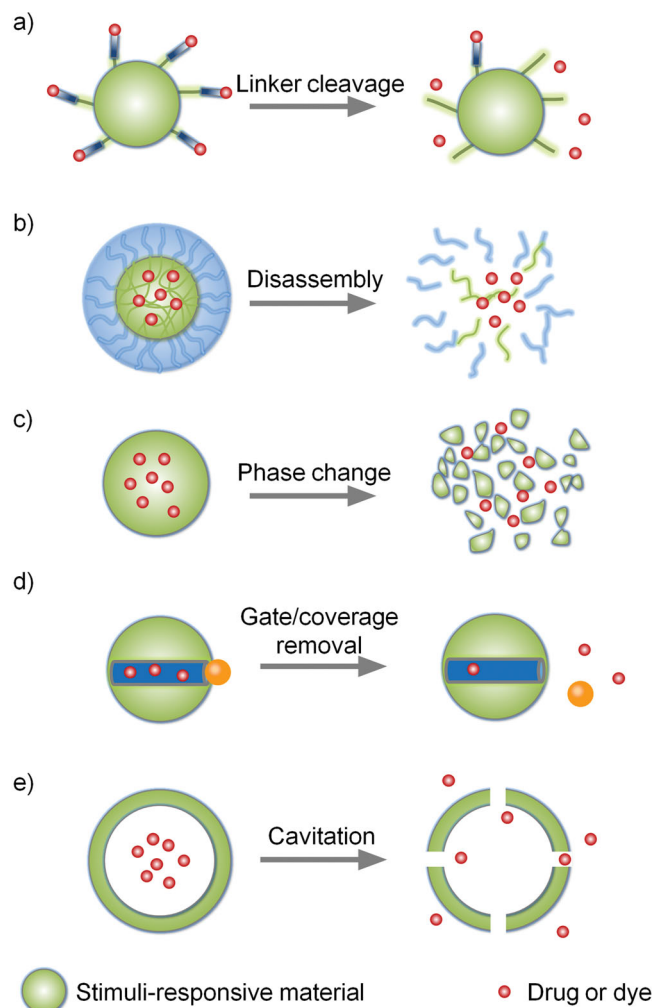 a)
Linker cleavage
b)
Disassembly
c)
Phase change
d)
Gate/coverage
removal
e)
Cavitation
Stimuli-responsive material
Drug or dye